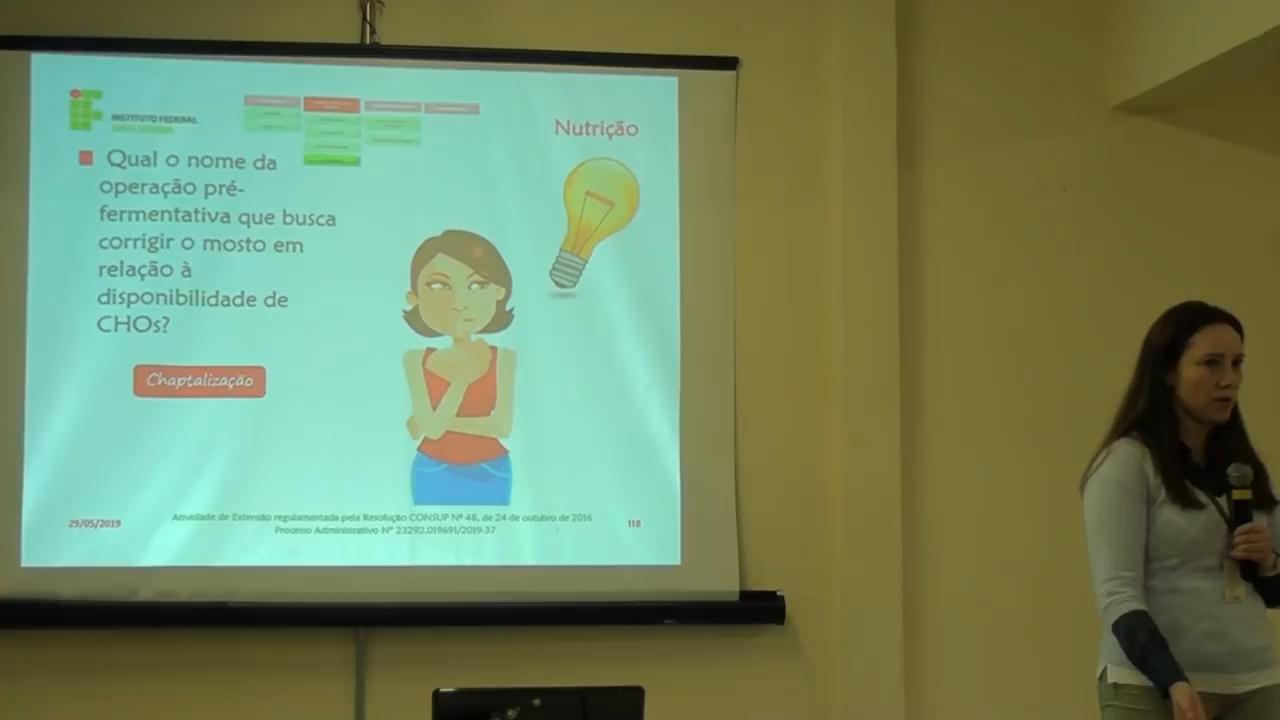 INSTITUTO FEDERAL
Nutrição
Qual o nome da
operação pré-
fermentativa que busca
corrigir o mosto em
relação à
disponibilidade de
CHOs?
Chaptalização
29/05/2019
Atividade de Extensão regulamentada pela Resolução CONSUP Nº 48, de 24 de outubro de 2016
Processo Administrativo Nº 23292.019691/2019-37
118